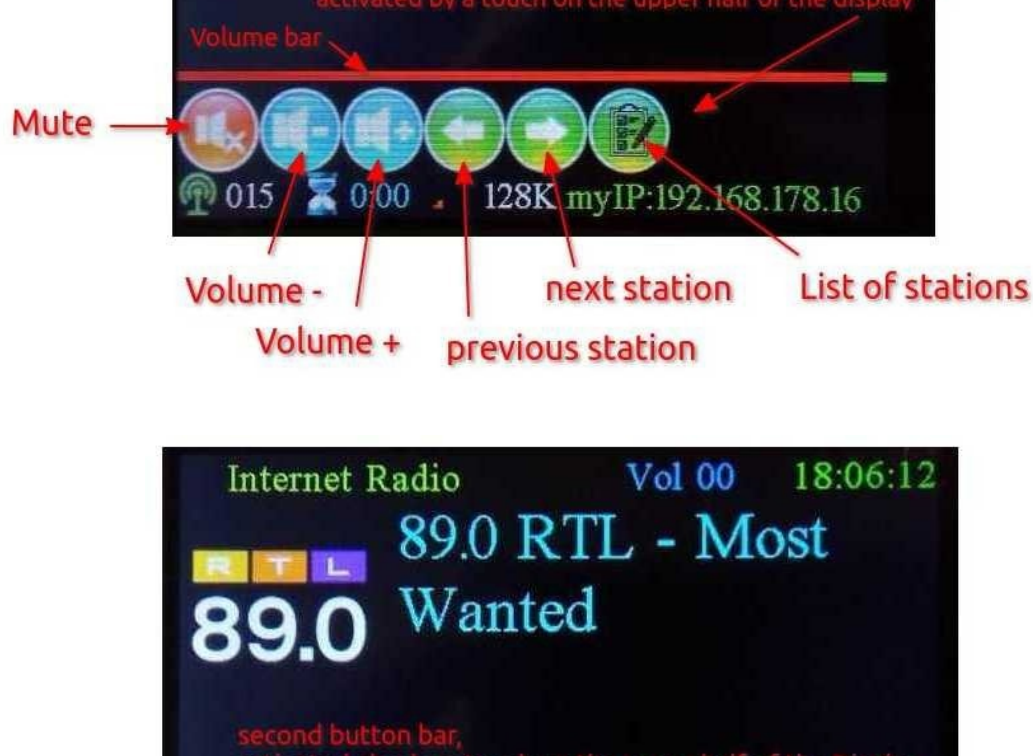 activated by a touch on the upper half of the display
Volume bar
Mute
015 0:00 128K myIP:192.168.178.16
Volume -
next station
List of stations
Volume +
previous station
Internet Radio Vol 00 18:06:12
89.0 RTL - Most
Wanted
RTL
89.0
second button bar,